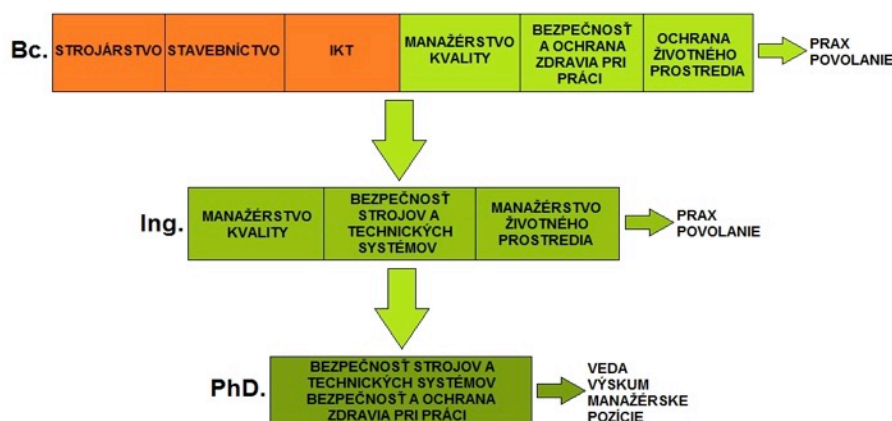 Bc.
STROJÁRSTVO
STAVEBNÍCTVO
IKT
MANAŽÉRSTVO
KVALITY
BEZPEČNOSŤ
A OCHRANA
ZDRAVIA PRI
PRÁCI
OCHRANA
ŽIVOTNÉHO
PROSTREDIA
PRAX
POVOLANIE
Ing.
MANAŽÉRSTVO
KVALITY
BEZPEČNOSŤ
STROJOV A
TECHNICKÝCH
SYSTÉMOV
MANAŽÉRSTVO
ŽIVOTNÉHO
PROSTREDIA
PRAX
POVOLANIE
PhD.
BEZPEČNOSŤ STROJOV A
TECHNICKÝCH SYSTÉMOV
BEZPEČNOSŤ A OCHRANA
ZDRAVIA PRI PRÁCI
VEDA
VÝSKUM
MANAŽÉRSKE
POZÍCIE